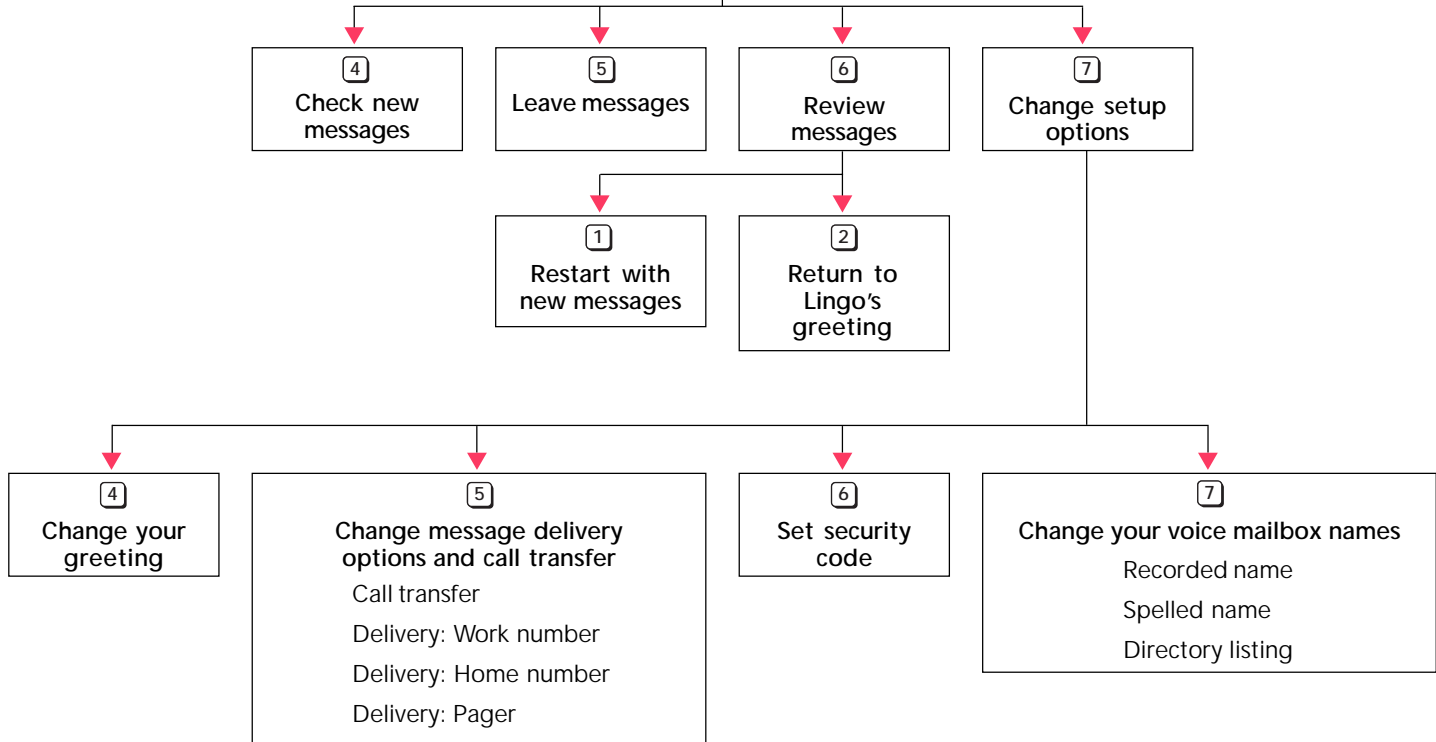 4
Check new
messages
5
Leave messages
6
Review
messages
7
Change setup
options
1
Restart with
new messages
2
Return to
Lingo's
greeting
4
Change your
greeting
5
Change message delivery
options and call transfer
Call transfer
Delivery: Work number
Delivery: Home number
Delivery: Pager
6
Set security
code
7
Change your voice mailbox names
Recorded name
Spelled name
Directory listing